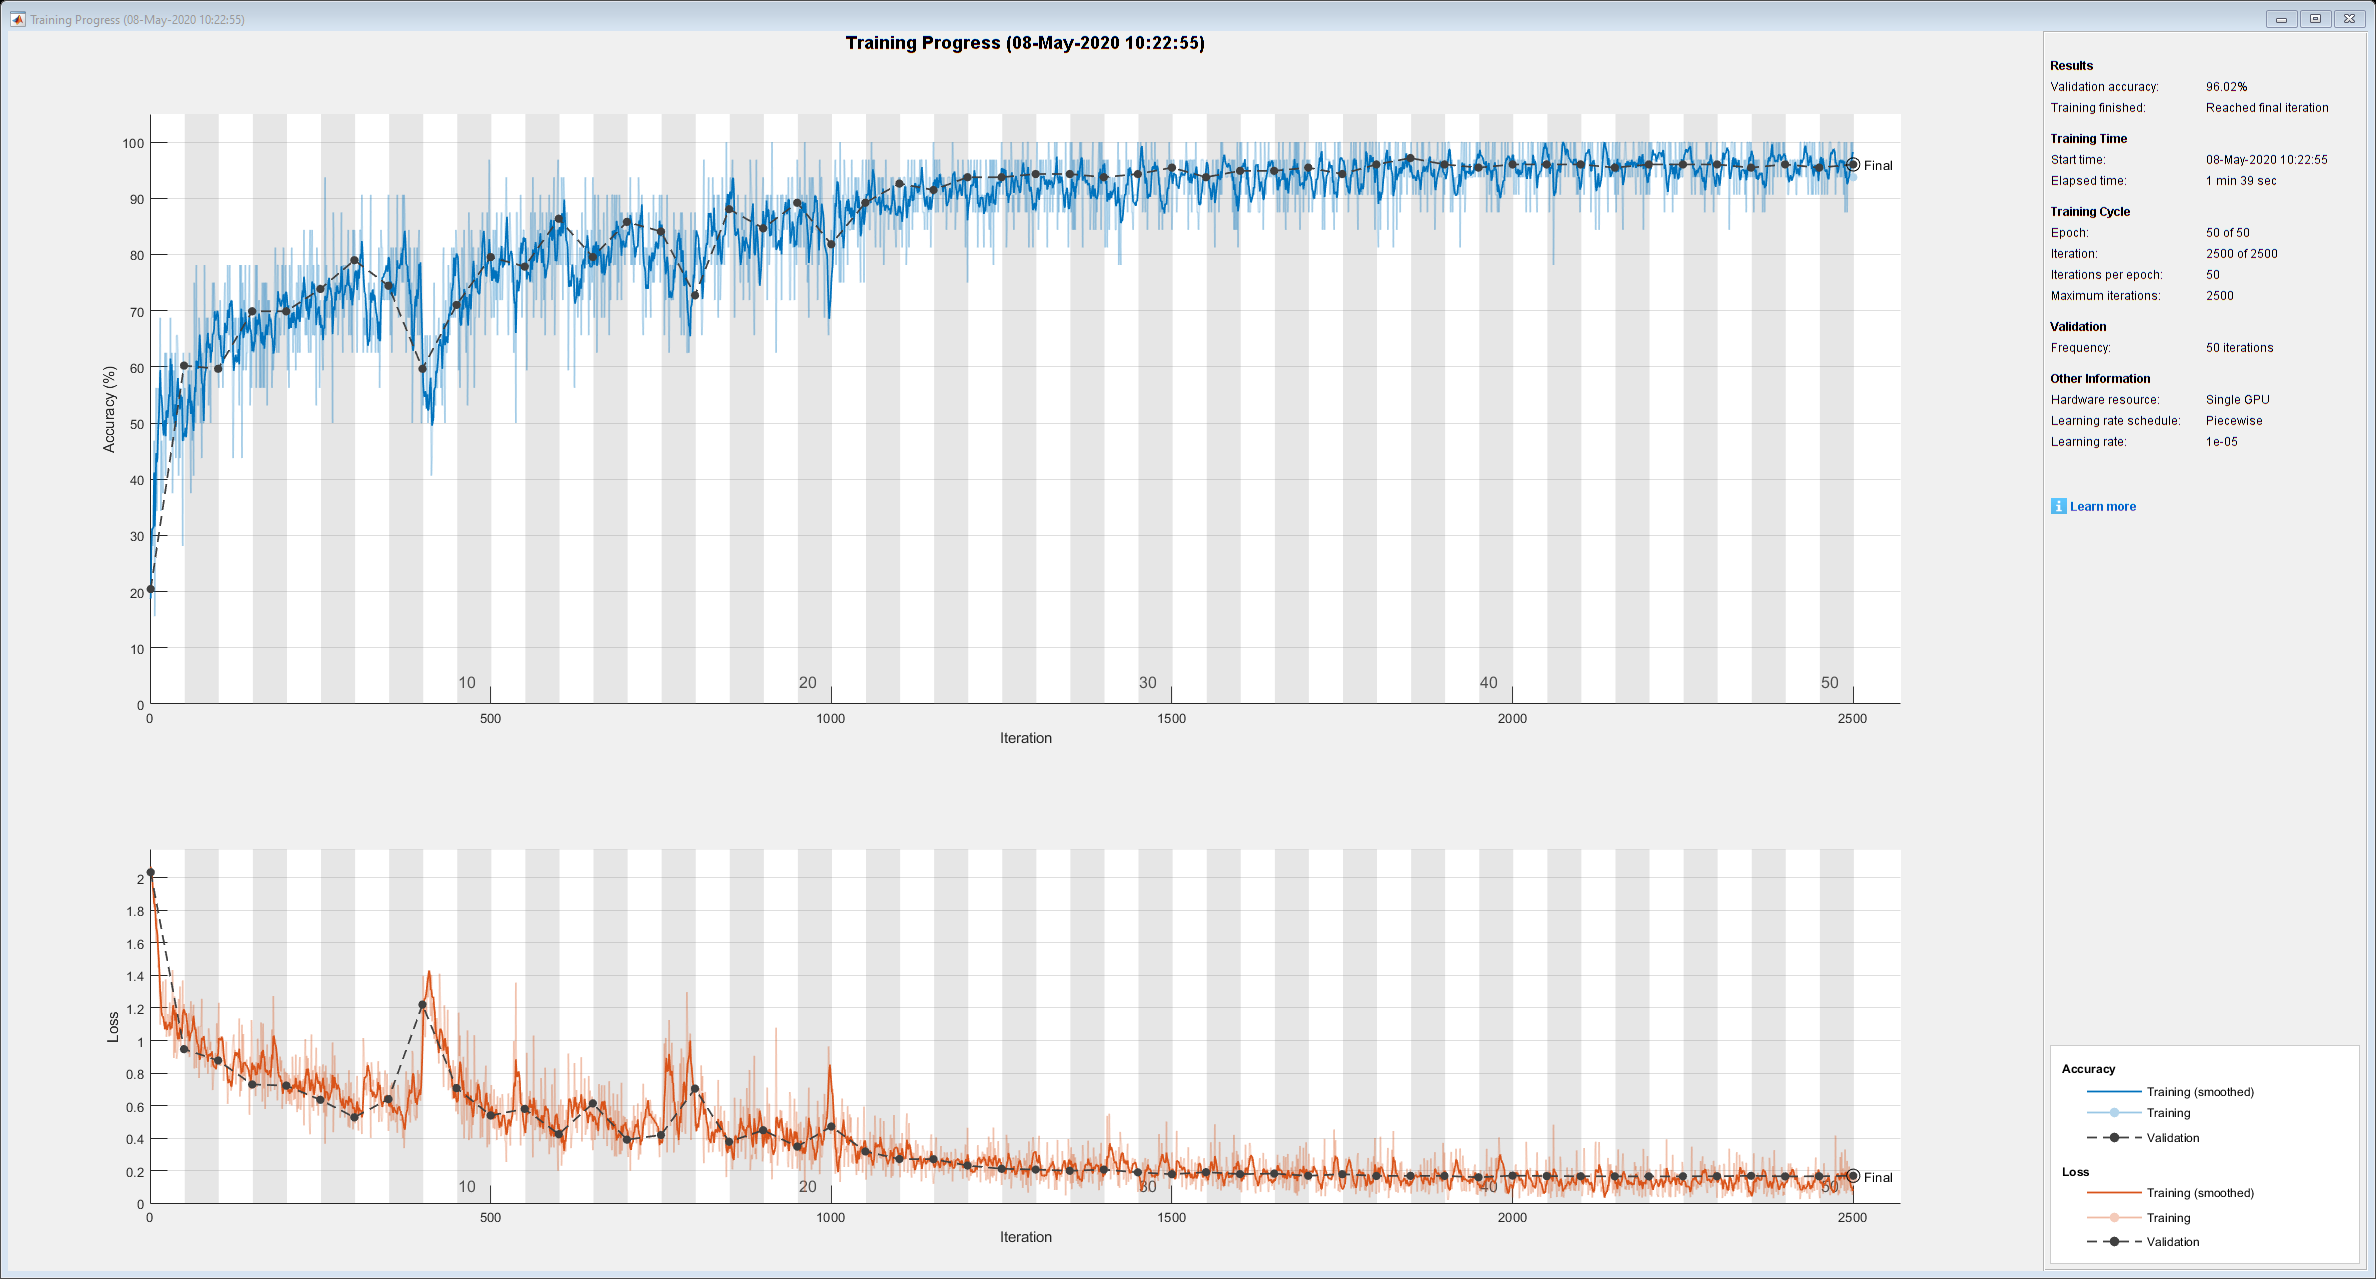 Training Progress (08-May-2020 10:22:55)
Training Progress (08-May-2020 10:22:55)
100
90
80
70
60
50
40
30
20
10
0
Accuracy (%)
Final
10
20
30
40
50
0
500
1000
1500
2000
2500
Iteration
2
1.8
1.6
1.4
1.2
1
0.8
0.6
0.4
0.2
0
Loss
Final
10
20
30
40
50
0
500
1000
1500
2000
2500
Iteration
Results
Validation accuracy: 96.02%
Training finished: Reached final iteration
Training Time
Start time: 08-May-2020 10:22:55
Elapsed time: 1 min 39 sec
Training Cycle
Epoch: 50 of 50
Iteration: 2500 of 2500
Iterations per epoch: 50
Maximum iterations: 2500
Validation
Frequency: 50 iterations
Other Information
Hardware resource: Single GPU
Learning rate schedule: Piecewise
Learning rate: 1e-05
i Learn more
Accuracy
Training (smoothed)
Training
Validation
Loss
Training (smoothed)
Training
Validation